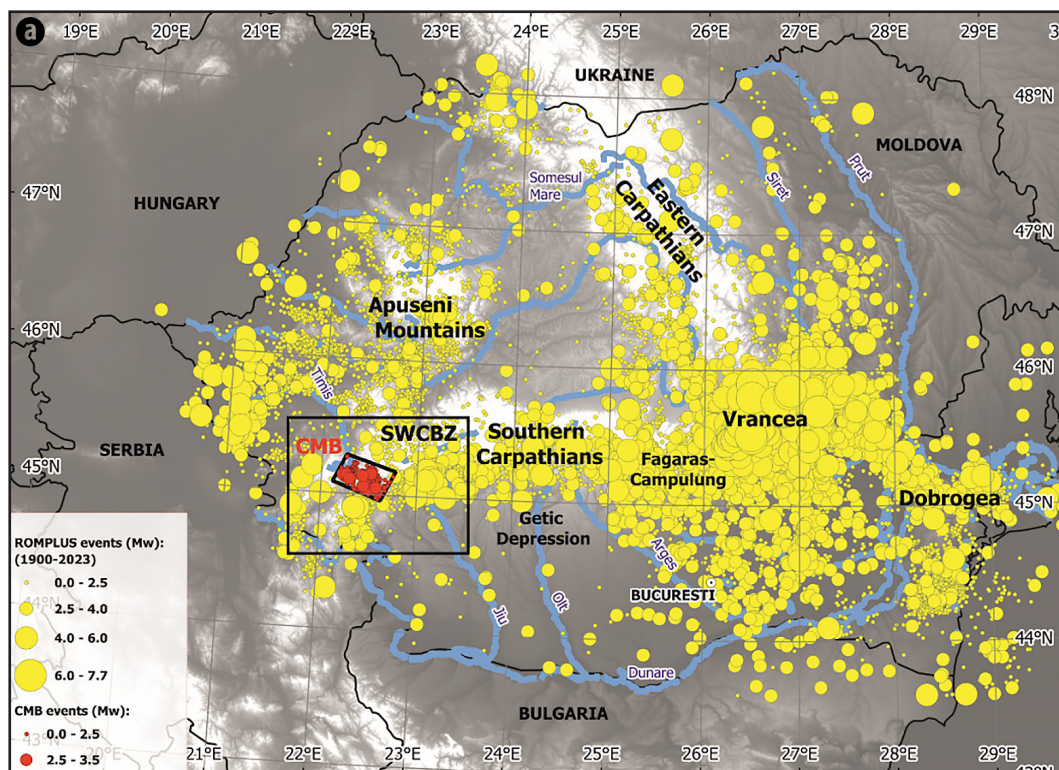 a
19°E 20°E 21°E 22°E 23°E 24°E 25°E 26°E 27°E 28°E 29°E 3
UKRAINE
48°N
MOLDOVA
Prut
Siret
47°N
HUNGARY
Somesul
Mare
Eastern
Carpathians
47°N
46°N
Apuseni
Mountains
46°N
Timis
Vrancea
SWCBZ
CMB
Southern
Carpathians
SERBIA
45°N
Fagaras-
Campulung
Dobrogea
45°N
Getic
Depression
Arges
BUCURESTI
Jiu
Olt
44°N
Dunare
BULGARIA
ROMPLUS events (Mw):
(1900-2023)
0.0 - 2.5
2.5 - 4.0
44°N
4.0 - 6.0
6.0 - 7.7
CMB events (Mw):
0.0 - 2.5
43°N
2.5 - 3.5
20°E 21°E 22°E 23°E 24°E 25°E 26°E 27°E 28°E 29°E